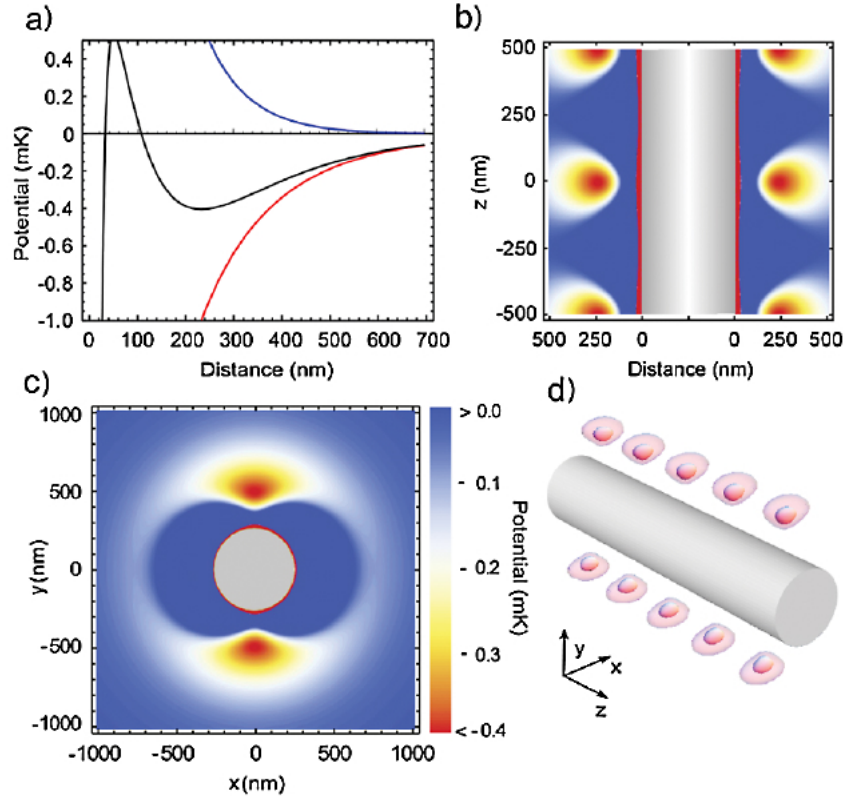 a)
Potential (mK)
0.4
0.2
0
-0.2
-0.4
-0.6
-0.8
-1.0
0 100 200 300 400 500 600 700
Distance (nm)
b)
z (nm)
500
250
0
-250
-500
500 250 0 0 250 500
Distance (nm)
c)
y(nm)
1000
500
0
-500
-1000
-1000 -500 0 500 1000
x(nm)
> 0.0
- 0.1
- 0.2
- 0.3
< -0.4
Potential (mK)
d)
y
x
z